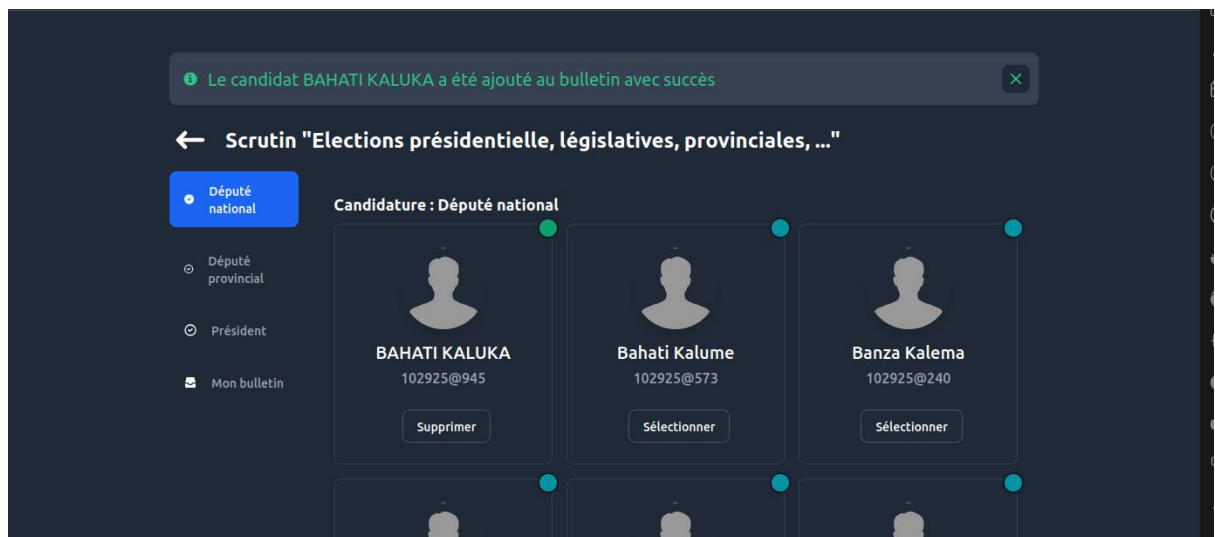 Le candidat BAHATI KALUKA a été ajouté au bulletin avec succès
Scrutin "Elections présidentielle, législatives, provinciales, ..."
Député
national
Député
provincial
Président
Mon bulletin
Candidature : Député national
BAHATI KALUKA
102925@945
Supprimer
Bahati Kalume
102925@573
Sélectionner
Banza Kalema
102925@240
Sélectionner